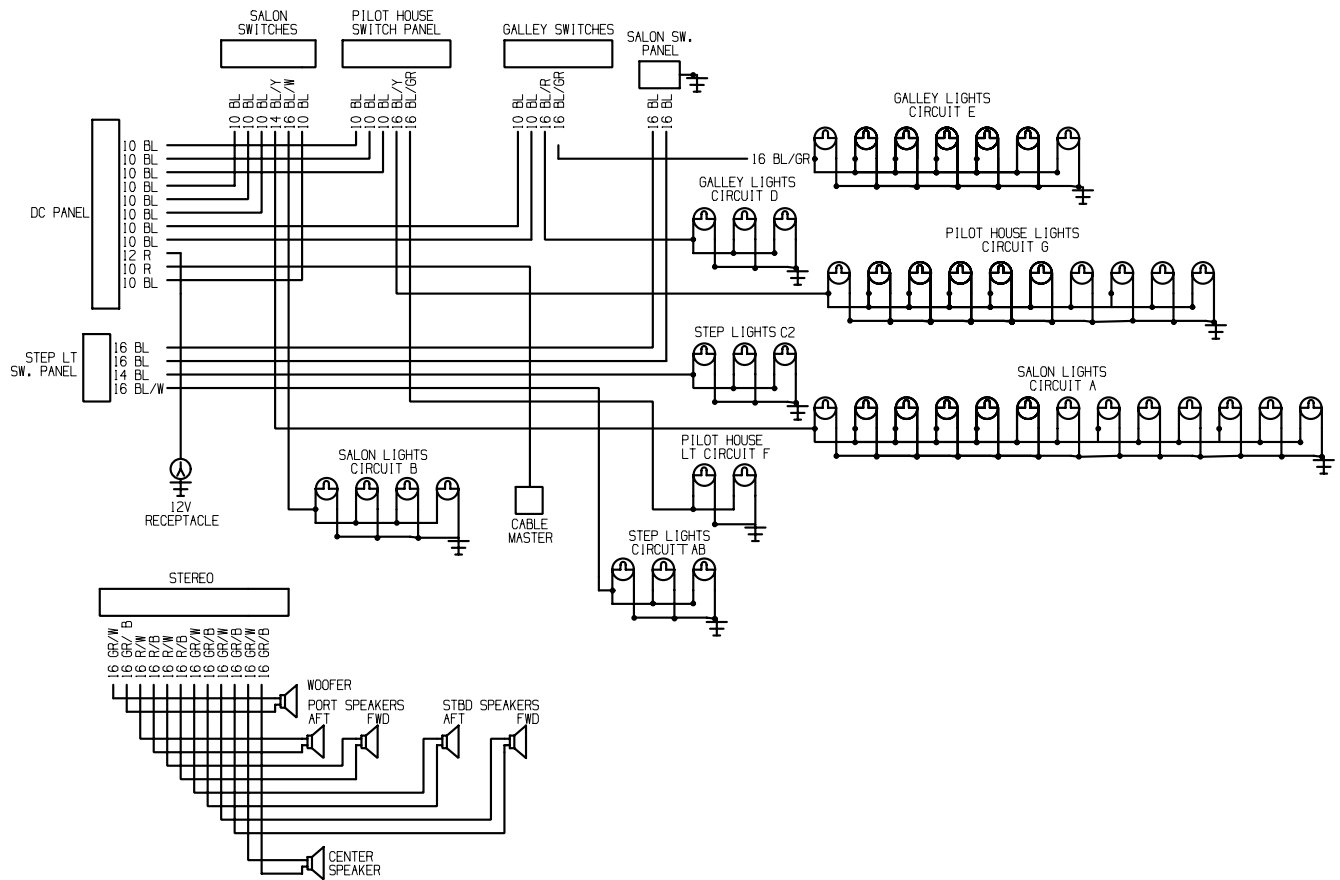 SALON
SWITCHES
PILOT HOUSE
SWITCH PANEL
GALLEY SWITCHES
SALON SW.
PANEL
10 BL
10 BL
10 BL
14 BL/Y
16 BL/W
10 BL
10 BL
10 BL
10 BL
16 BL/Y
16 BL/GR
10 BL
10 BL
16 BL/R
16 BL/GR
16 BL
16 BL
GALLEY LIGHTS
CIRCUIT E
16 BL/GR
DC PANEL
10 BL
10 BL
10 BL
10 BL
10 BL
10 BL
10 BL
10 BL
12 R
10 R
10 BL
GALLEY LIGHTS
CIRCUIT D
PILOT HOUSE LIGHTS
CIRCUIT G
STEP LT
SW. PANEL
16 BL
16 BL
14 BL
16 BL/W
STEP LIGHTS C2
SALON LIGHTS
CIRCUIT A
12V
RECEPTACLE
SALON LIGHTS
CIRCUIT B
CABLE
MASTER
PILOT HOUSE
LT CIRCUIT F
STEP LIGHTS
CIRCUIT AB
STEREO
16 GR/W
16 GR/ B
16 R/W
16 R/B
16 R/W
16 R/B
16 GR/W
16 GR/B
16 GR/W
16 GR/B
16 GR/W
16 GR/B
WOOFER
PORT SPEAKERS
AFT FWD
STBD SPEAKERS
AFT FWD
CENTER
SPEAKER